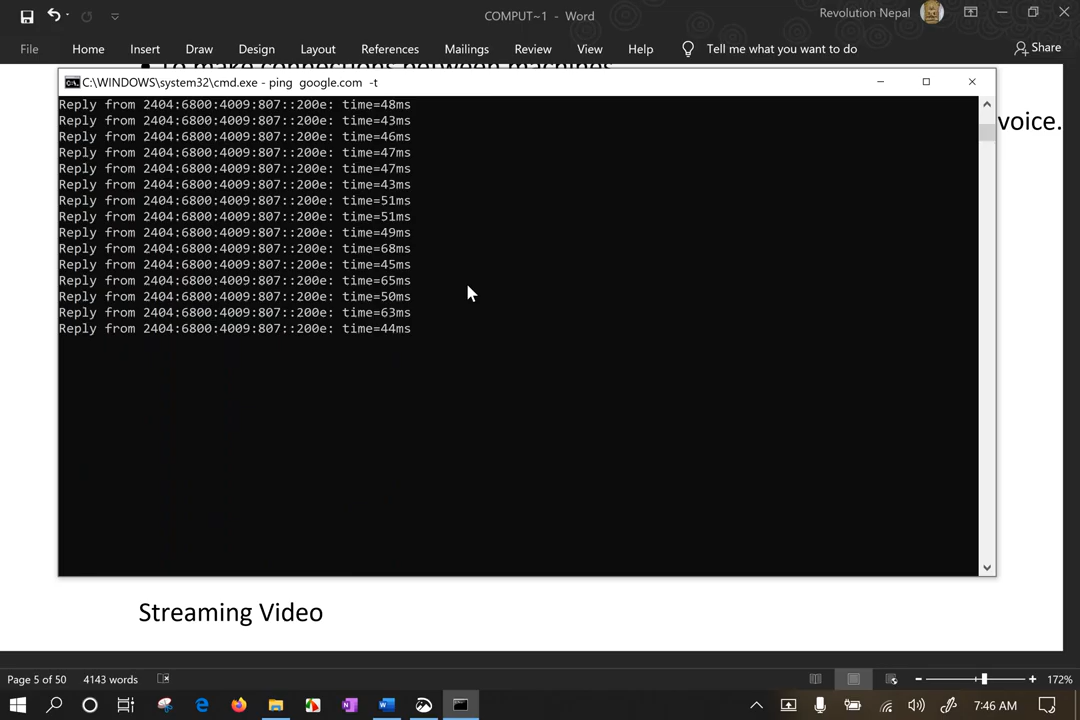 COMPUT~1 - Word
Revolution Nepal
File Home Insert Draw Design Layout References Mailings Review View Help Tell me what you want to do Share
• To make connections between machines
C:\WINDOWS\system32\cmd.exe - ping google.com -t
voice.
Reply from 2404:6800:4009:807::200e: time=48ms
Reply from 2404:6800:4009:807::200e: time=43ms
Reply from 2404:6800:4009:807::200e: time=46ms
Reply from 2404:6800:4009:807::200e: time=47ms
Reply from 2404:6800:4009:807::200e: time=47ms
Reply from 2404:6800:4009:807::200e: time=43ms
Reply from 2404:6800:4009:807::200e: time=51ms
Reply from 2404:6800:4009:807::200e: time=51ms
Reply from 2404:6800:4009:807::200e: time=49ms
Reply from 2404:6800:4009:807::200e: time=68ms
Reply from 2404:6800:4009:807::200e: time=45ms
Reply from 2404:6800:4009:807::200e: time=65ms
Reply from 2404:6800:4009:807::200e: time=50ms
Reply from 2404:6800:4009:807::200e: time=63ms
Reply from 2404:6800:4009:807::200e: time=44ms
Streaming Video
Page 5 of 50 4143 words 172%
7:46 AM